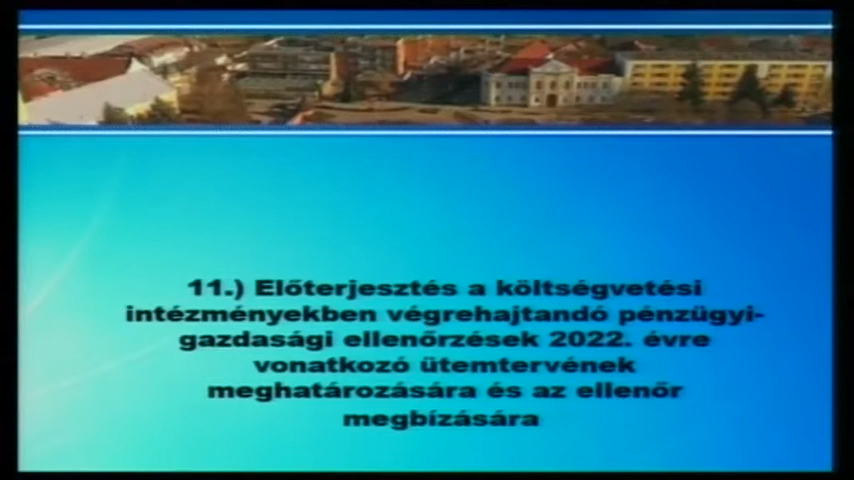 11.) Előterjesztés a költségvetési
intézményekben végrehajtandó pénzügyi-
gazdasági ellenőrzések 2022. évre
vonatkozó ütemtervének
meghatározására és az ellenőr
megbízására